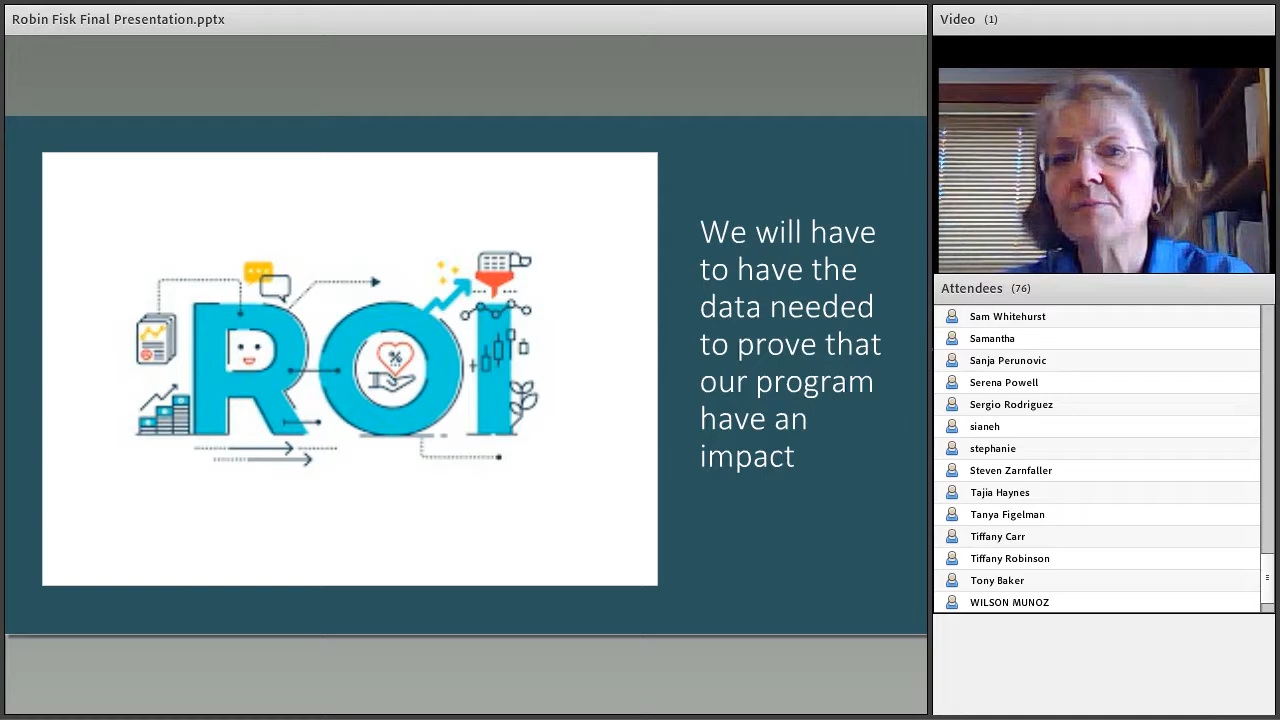 Robin Fisk Final Presentation.pptx
ROI
%
We will have
to have the
data needed
to prove that
our program
have an
impact
Video (1)
Attendees (76)
Sam Whitehurst
Samantha
Sanja Perunovic
Serena Powell
Sergio Rodriguez
sianeh
stephanie
Steven Zarnfaller
Tajia Haynes
Tanya Figelman
Tiffany Carr
Tiffany Robinson
Tony Baker
WILSON MUNOZ